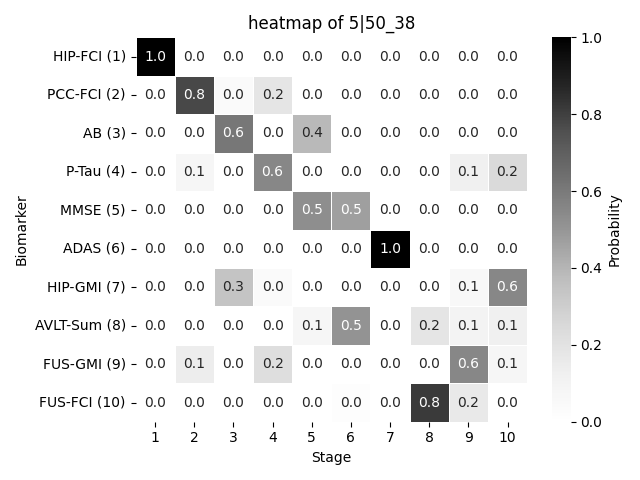 heatmap of 5|50_38
HIP-FCI (1) 1.0 0.0 0.0 0.0 0.0 0.0 0.0 0.0 0.0 0.0
PCC-FCI (2) 0.0 0.8 0.0 0.2 0.0 0.0 0.0 0.0 0.0 0.0
AB (3) 0.0 0.0 0.6 0.0 0.4 0.0 0.0 0.0 0.0 0.0
P-Tau (4) 0.0 0.1 0.0 0.6 0.0 0.0 0.0 0.0 0.1 0.2
MMSE (5) 0.0 0.0 0.0 0.0 0.5 0.5 0.0 0.0 0.0 0.0
ADAS (6) 0.0 0.0 0.0 0.0 0.0 0.0 1.0 0.0 0.0 0.0
HIP-GMI (7) 0.0 0.0 0.3 0.0 0.0 0.0 0.0 0.0 0.1 0.6
AVLT-Sum (8) 0.0 0.0 0.0 0.0 0.1 0.5 0.0 0.2 0.1 0.1
FUS-GMI (9) 0.0 0.1 0.0 0.2 0.0 0.0 0.0 0.0 0.6 0.1
FUS-FCI (10) 0.0 0.0 0.0 0.0 0.0 0.0 0.0 0.8 0.2 0.0
1 2 3 4 5 6 7 8 9 10
Stage
Biomarker
1.0
0.8
0.6
0.4
0.2
0.0
Probability